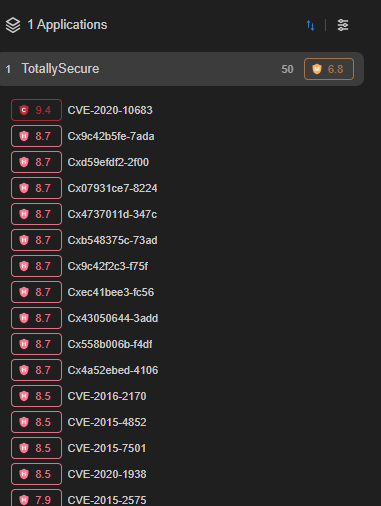 1 Applications
1 TotallySecure 50 M 6.8
C 9.4 CVE-2020-10683
H 8.7 Cx9c42b5fe-7ada
H 8.7 Cxd59efdf2-2f00
H 8.7 Cx07931ce7-8224
H 8.7 Cx4737011d-347c
H 8.7 Cxb548375c-73ad
H 8.7 Cx9c42f2c3-f75f
H 8.7 Cxec41bee3-fc56
H 8.7 Cx43050644-3add
H 8.7 Cx558b006b-f4df
H 8.7 Cx4a52ebed-4106
H 8.5 CVE-2016-2170
H 8.5 CVE-2015-4852
H 8.5 CVE-2015-7501
H 8.5 CVE-2020-1938
H 7.9 CVE-2015-2575